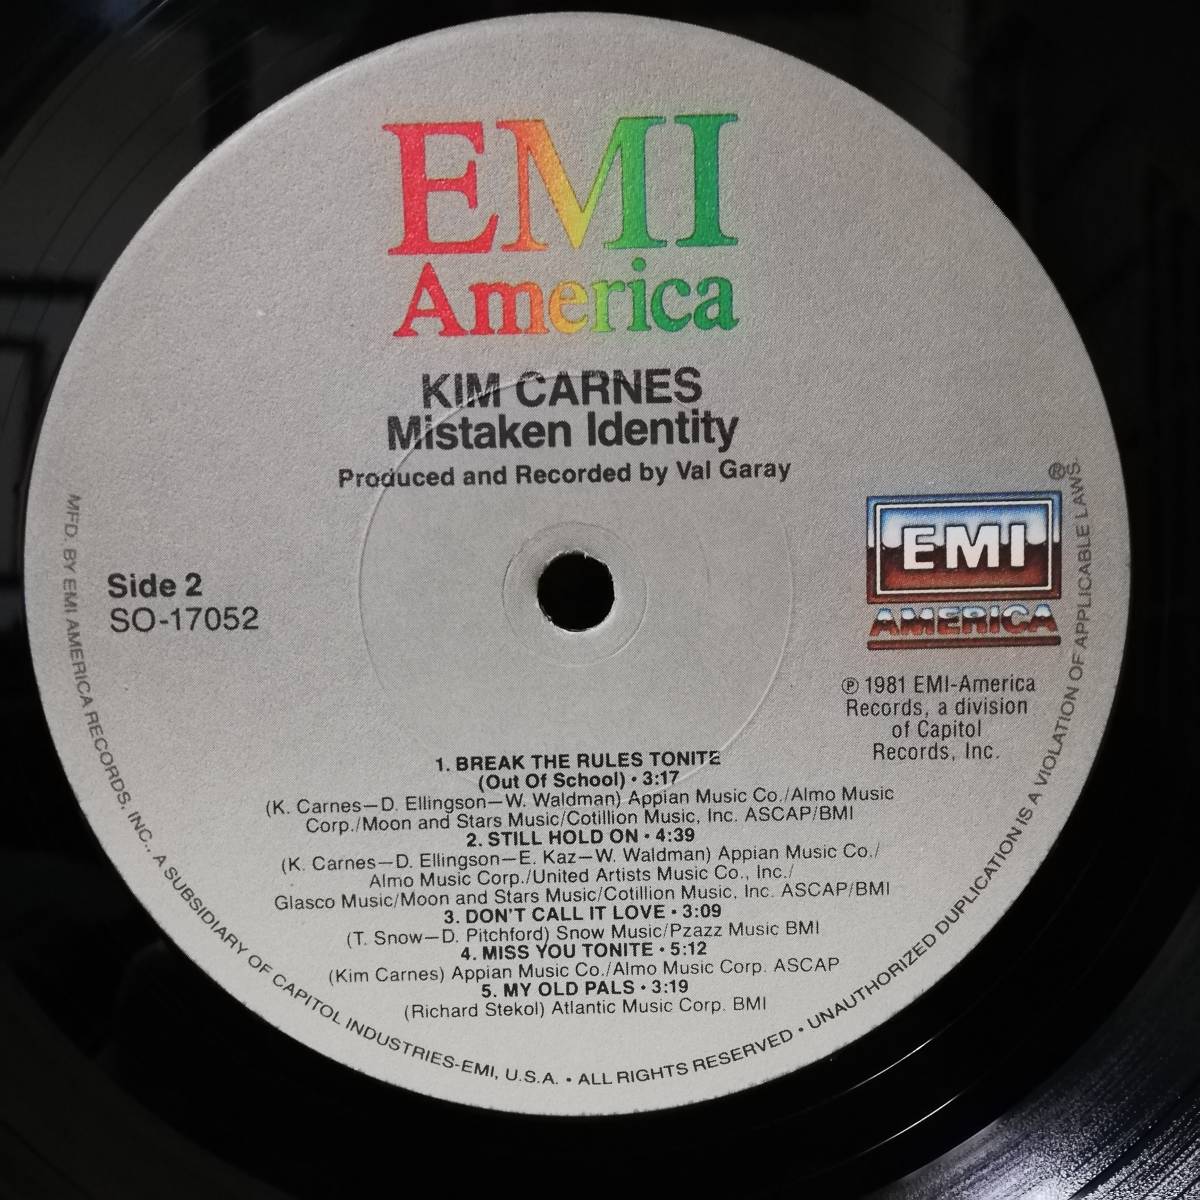 EMI
America
KIM CARNES
Mistaken Identity
Produced and Recorded by Val Garay
Side 2
SO-17052
®
EMI
AMERICA
℗ 1981 EMI-America
Records, a division
of Capitol
Records, Inc.
1. BREAK THE RULES TONITE
(Out Of School) • 3:17
(K. Carnes—D. Ellingson—W. Waldman) Appian Music Co./Almo Music
Corp./Moon and Stars Music/Cotillion Music, Inc. ASCAP/BMI
2. STILL HOLD ON • 4:39
(K. Carnes—D. Ellingson—E. Kaz—W. Waldman) Appian Music Co./
Almo Music Corp./United Artists Music Co., Inc./
Glasco Music/Moon and Stars Music/Cotillion Music, Inc. ASCAP/BMI
3. DON'T CALL IT LOVE • 3:09
(T. Snow—D. Pitchford) Snow Music/Pzazz Music BMI
4. MISS YOU TONITE • 5:12
(Kim Carnes) Appian Music Co./Almo Music Corp. ASCAP
5. MY OLD PALS • 3:19
(Richard Stekol) Atlantic Music Corp. BMI
MFD. BY EMI AMERICA RECORDS, INC., A SUBSIDIARY OF CAPITOL INDUSTRIES-EMI, U.S.A. • ALL RIGHTS RESERVED • UNAUTHORIZED DUPLICATION IS A VIOLATION OF APPLICABLE LAWS.